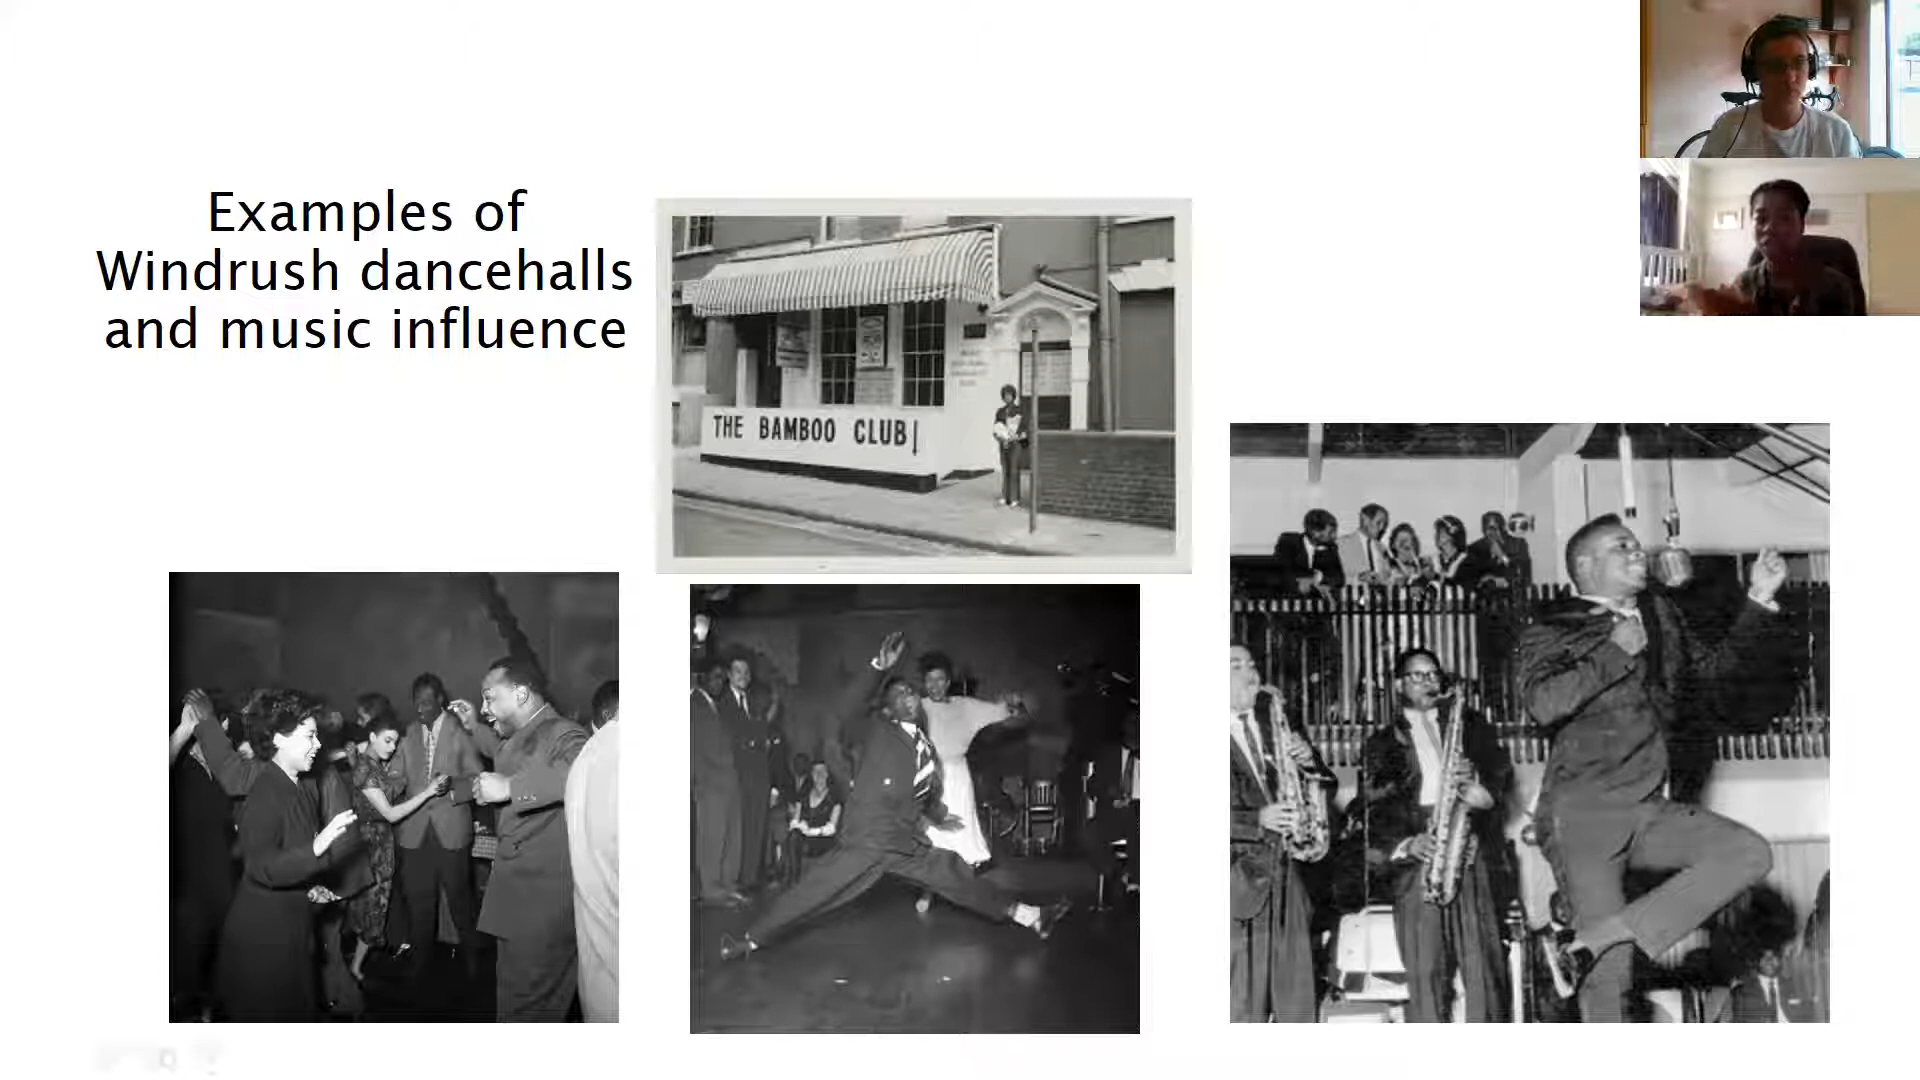 Examples of
Windrush dancehalls
and music influence
THE BAMBOO CLUB